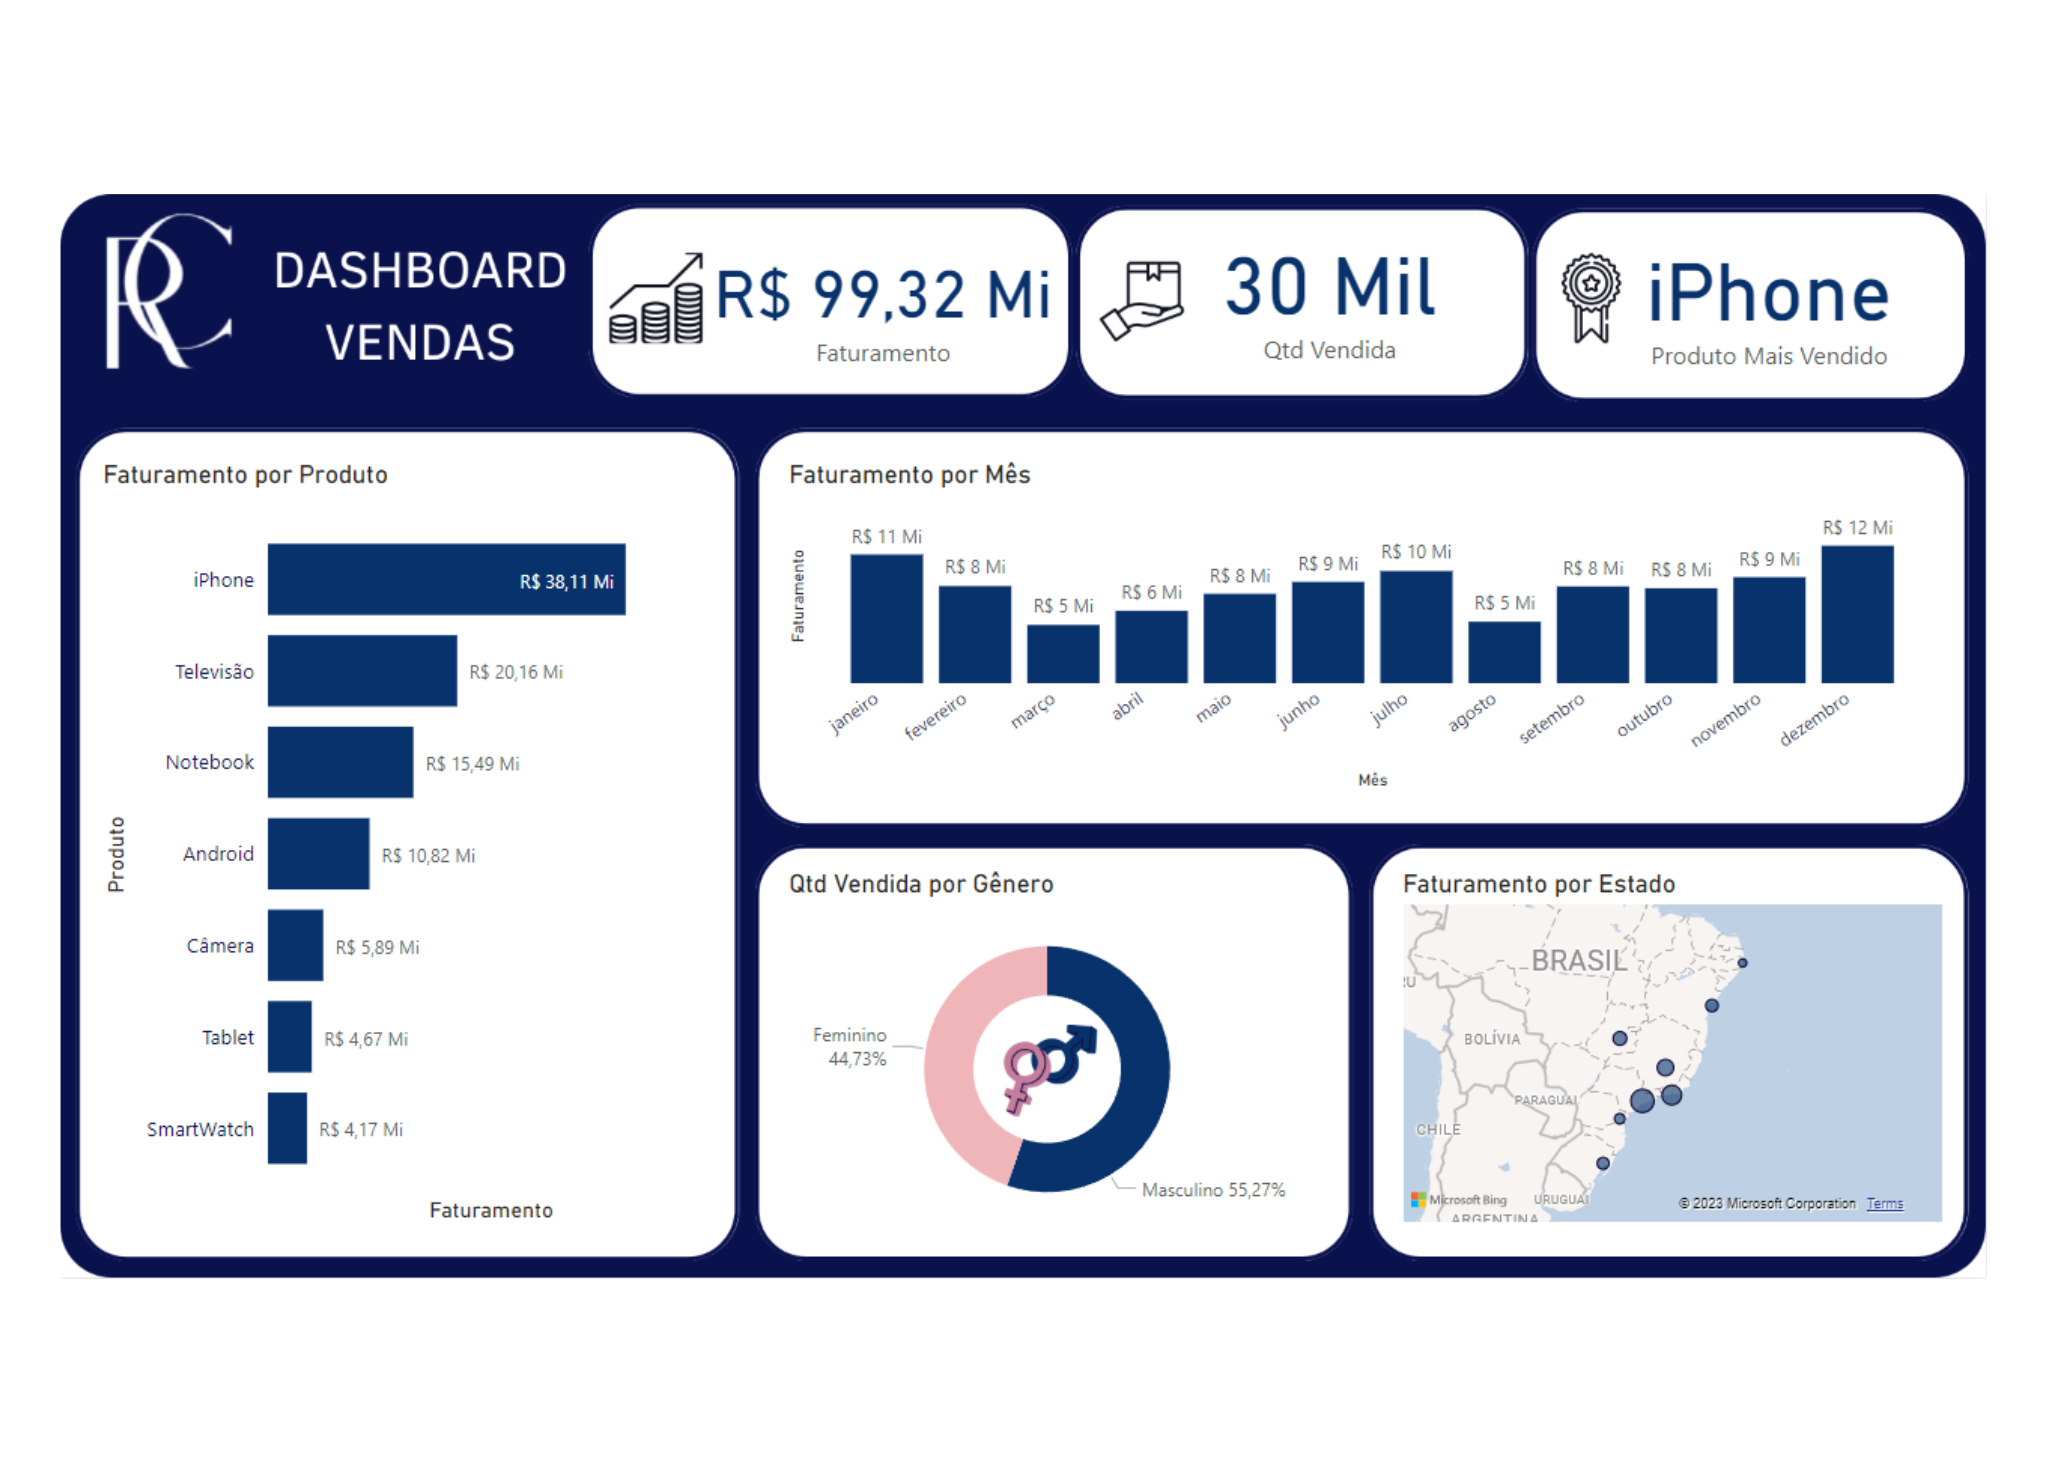 RC
DASHBOARD
VENDAS
R$ 99,32 Mi
Faturamento
30 Mil
Qtd Vendida
iPhone
Produto Mais Vendido
Faturamento por Produto
Produto
iPhone
R$ 38,11 Mi
Televisão
R$ 20,16 Mi
Notebook
R$ 15,49 Mi
Android
R$ 10,82 Mi
Câmera
R$ 5,89 Mi
Tablet
R$ 4,67 Mi
SmartWatch
R$ 4,17 Mi
Faturamento
Faturamento por Mês
Faturamento
R$ 11 Mi
R$ 8 Mi
R$ 5 Mi
R$ 6 Mi
R$ 8 Mi
R$ 9 Mi
R$ 10 Mi
R$ 5 Mi
R$ 8 Mi
R$ 8 Mi
R$ 9 Mi
R$ 12 Mi
janeiro
fevereiro
março
abril
maio
junho
julho
agosto
setembro
outubro
novembro
dezembro
Mês
Qtd Vendida por Gênero
Feminino
44,73%
Masculino 55,27%
Faturamento por Estado
BRASIL
RU
BOLÍVIA
PARAGUAI
CHILE
URUGUAI
ARGENTINA
Microsoft Bing
© 2023 Microsoft Corporation Terms